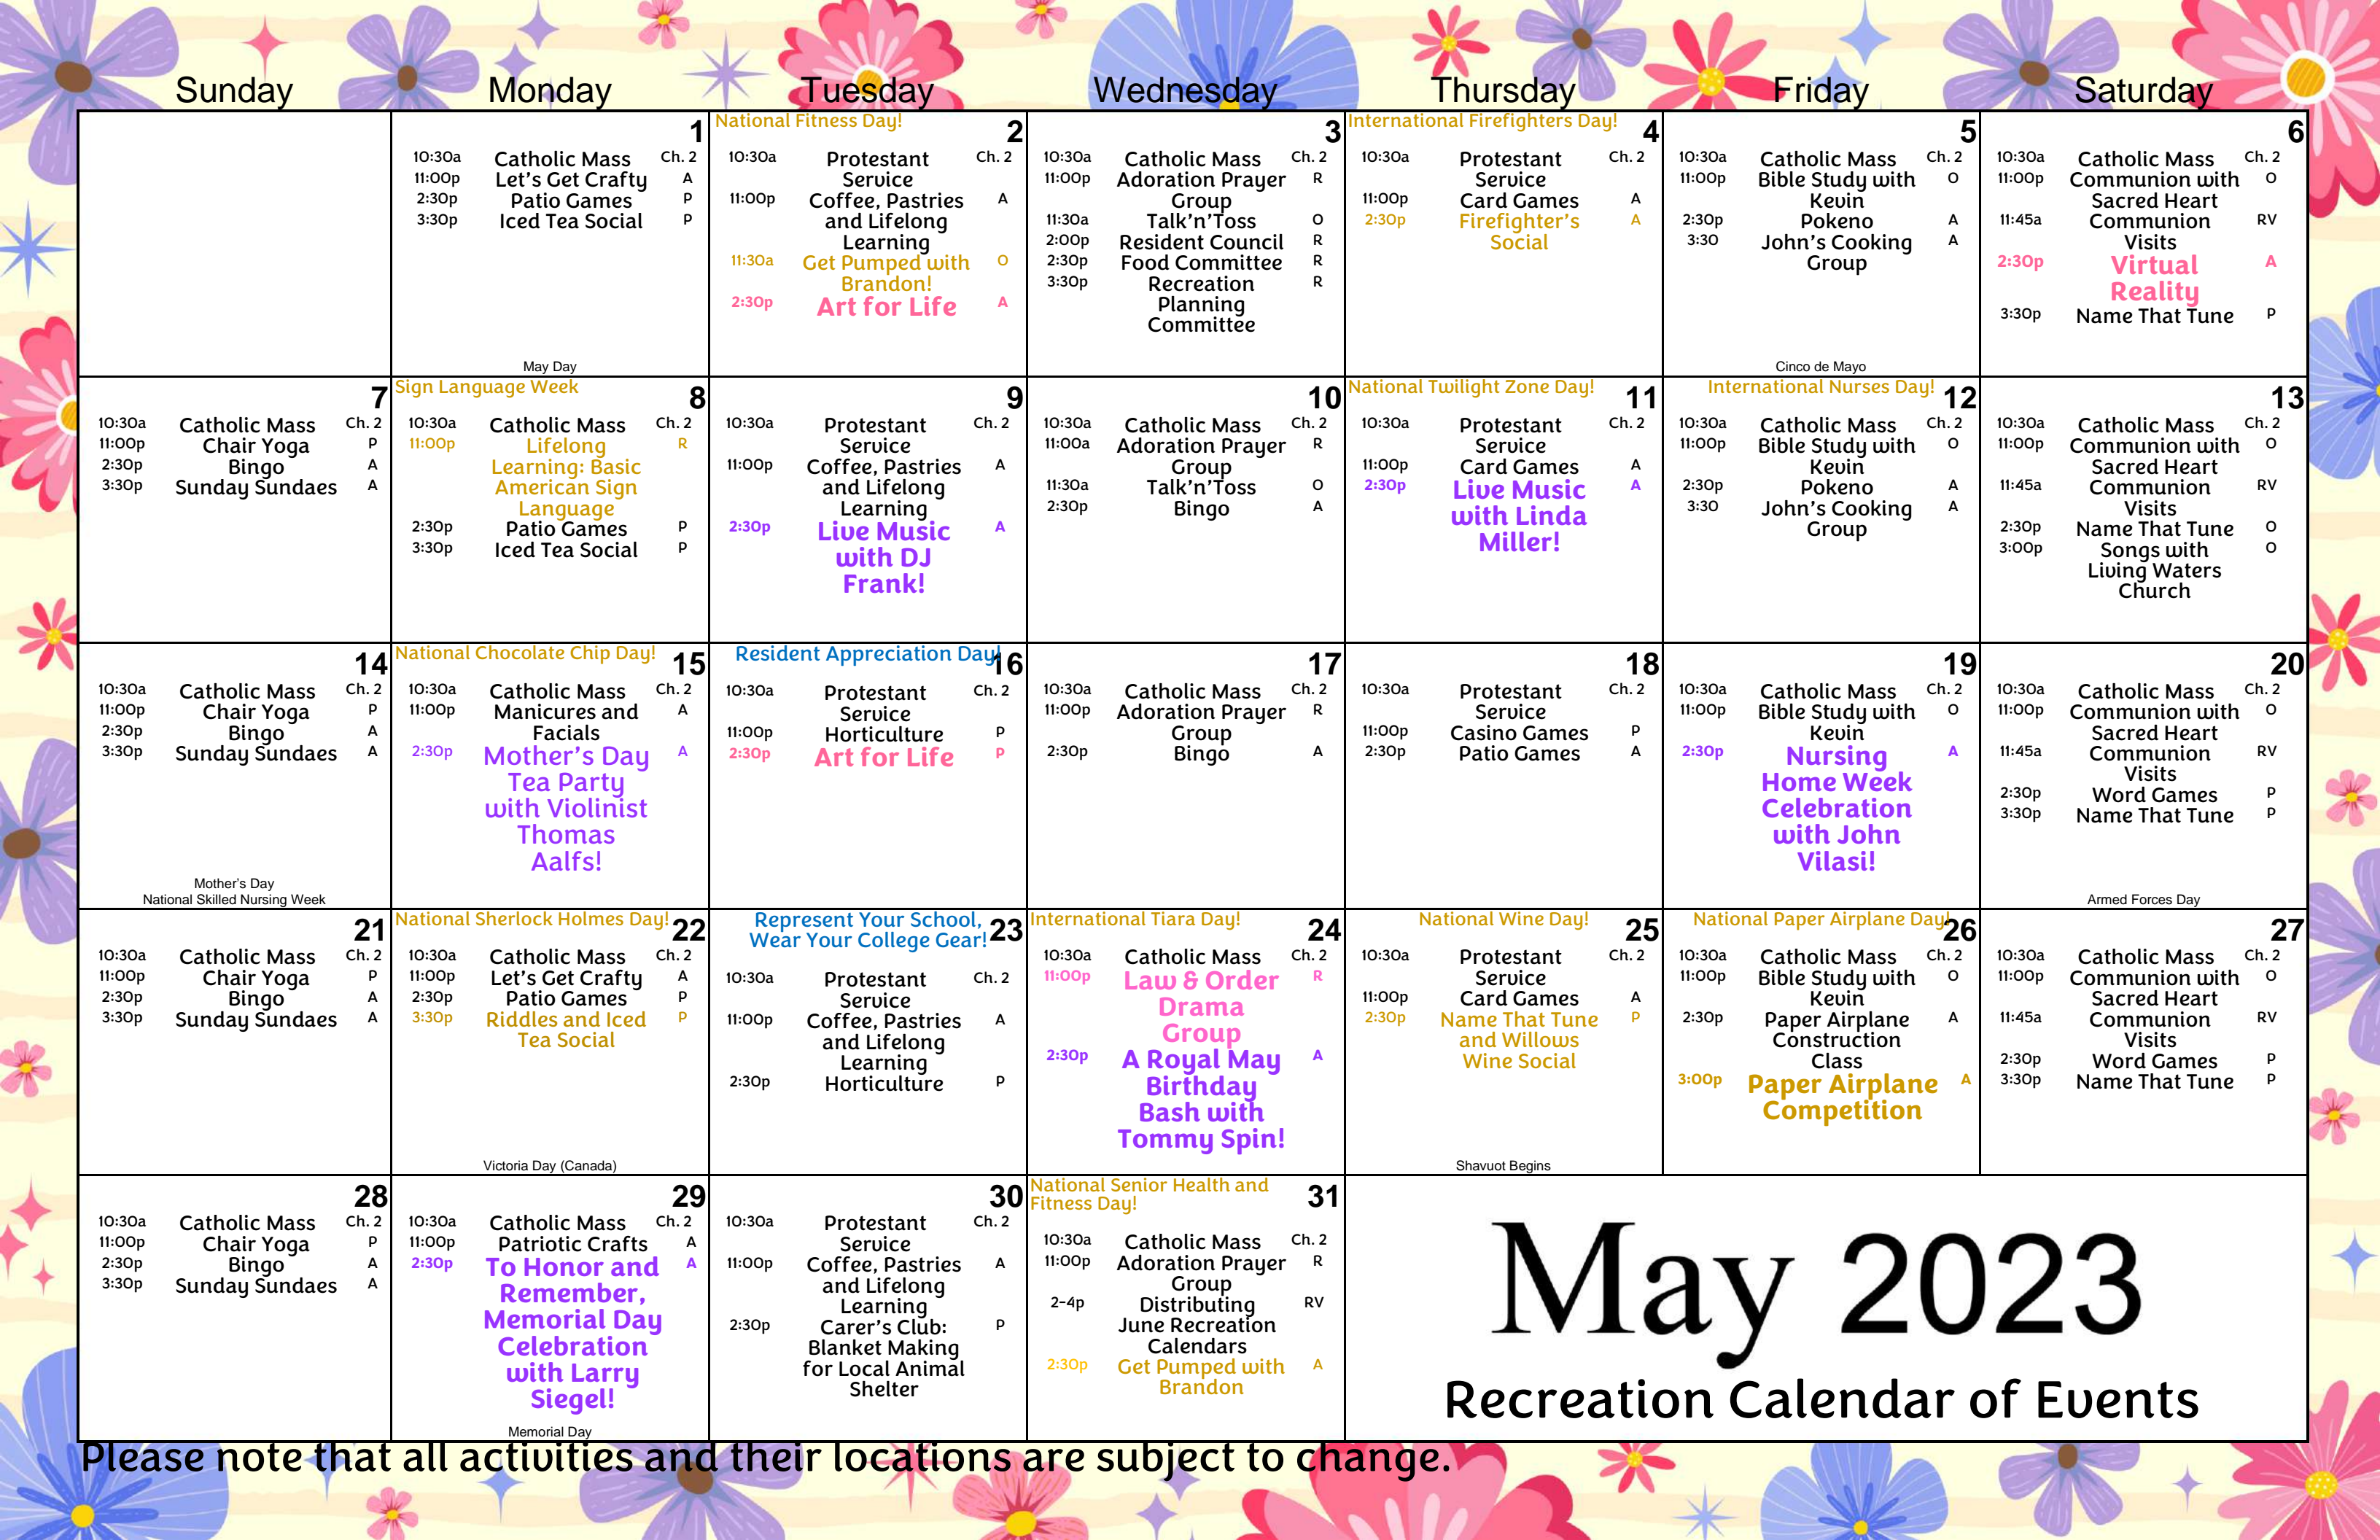 Sunday Monday Tuesday Wednesday Thursday Friday Saturday
1
10:30a Catholic Mass Ch. 2
11:00p Let's Get Crafty A
2:30p Patio Games P
3:30p Iced Tea Social P
May Day
National Fitness Day! 2
10:30a Protestant Ch. 2
Service
11:00p Coffee, Pastries A
and Lifelong
Learning
11:30a Get Pumped with O
Brandon!
2:30p Art for Life A
3
10:30a Catholic Mass Ch. 2
11:00p Adoration Prayer R
Group
11:30a Talk'n'Toss O
2:00p Resident Council R
2:30p Food Committee R
3:30p Recreation R
Planning
Committee
International Firefighters Day! 4
10:30a Protestant Ch. 2
Service
11:00p Card Games A
2:30p Firefighter's A
Social
5
10:30a Catholic Mass Ch. 2
11:00p Bible Study with O
Kevin
2:30p Pokeno A
3:30 John's Cooking A
Group
Cinco de Mayo
6
10:30a Catholic Mass Ch. 2
11:00p Communion with O
Sacred Heart
11:45a Communion RV
Visits
2:30p Virtual A
Reality
3:30p Name That Tune P
7
10:30a Catholic Mass Ch. 2
11:00p Chair Yoga P
2:30p Bingo A
3:30p Sunday Sundaes A
Sign Language Week 8
10:30a Catholic Mass Ch. 2
11:00p Lifelong R
Learning: Basic
American Sign
Language
2:30p Patio Games P
3:30p Iced Tea Social P
9
10:30a Protestant Ch. 2
Service
11:00p Coffee, Pastries A
and Lifelong
Learning
2:30p Live Music A
with DJ
Frank!
10
10:30a Catholic Mass Ch. 2
11:00a Adoration Prayer R
Group
11:30a Talk'n'Toss O
2:30p Bingo A
National Twilight Zone Day! 11
10:30a Protestant Ch. 2
Service
11:00p Card Games A
2:30p Live Music A
with Linda
Miller!
International Nurses Day! 12
10:30a Catholic Mass Ch. 2
11:00p Bible Study with O
Kevin
2:30p Pokeno A
3:30 John's Cooking A
Group
13
10:30a Catholic Mass Ch. 2
11:00p Communion with O
Sacred Heart
11:45a Communion RV
Visits
2:30p Name That Tune O
3:00p Songs with O
Living Waters
Church
14
10:30a Catholic Mass Ch. 2
11:00p Chair Yoga P
2:30p Bingo A
3:30p Sunday Sundaes A
Mother's Day
National Skilled Nursing Week
National Chocolate Chip Day! 15
10:30a Catholic Mass Ch. 2
11:00p Manicures and A
Facials
2:30p Mother's Day A
Tea Party
with Violinist
Thomas
Aalfs!
Resident Appreciation Day! 16
10:30a Protestant Ch. 2
Service
11:00p Horticulture P
2:30p Art for Life P
17
10:30a Catholic Mass Ch. 2
11:00p Adoration Prayer R
Group
2:30p Bingo A
18
10:30a Protestant Ch. 2
Service
11:00p Casino Games P
2:30p Patio Games A
19
10:30a Catholic Mass Ch. 2
11:00p Bible Study with O
Kevin
2:30p Nursing A
Home Week
Celebration
with John
Vilasi!
20
10:30a Catholic Mass Ch. 2
11:00p Communion with O
Sacred Heart
11:45a Communion RV
Visits
2:30p Word Games P
3:30p Name That Tune P
Armed Forces Day
21
10:30a Catholic Mass Ch. 2
11:00p Chair Yoga P
2:30p Bingo A
3:30p Sunday Sundaes A
National Sherlock Holmes Day! 22
10:30a Catholic Mass Ch. 2
11:00p Let's Get Crafty A
2:30p Patio Games P
3:30p Riddles and Iced P
Tea Social
Victoria Day (Canada)
Represent Your School,
Wear Your College Gear! 23
10:30a Protestant Ch. 2
Service
11:00p Coffee, Pastries A
and Lifelong
Learning
2:30p Horticulture P
International Tiara Day! 24
10:30a Catholic Mass Ch. 2
11:00p Law & Order R
Drama
Group
2:30p A Royal May A
Birthday
Bash with
Tommy Spin!
National Wine Day! 25
10:30a Protestant Ch. 2
Service
11:00p Card Games A
2:30p Name That Tune P
and Willows
Wine Social
Shavuot Begins
National Paper Airplane Day! 26
10:30a Catholic Mass Ch. 2
11:00p Bible Study with O
Kevin
2:30p Paper Airplane A
Construction
Class
3:00p Paper Airplane A
Competition
27
10:30a Catholic Mass Ch. 2
11:00p Communion with O
Sacred Heart
11:45a Communion RV
Visits
2:30p Word Games P
3:30p Name That Tune P
28
10:30a Catholic Mass Ch. 2
11:00p Chair Yoga P
2:30p Bingo A
3:30p Sunday Sundaes A
29
10:30a Catholic Mass Ch. 2
11:00p Patriotic Crafts A
2:30p To Honor and A
Remember,
Memorial Day
Celebration
with Larry
Siegel!
Memorial Day
30
10:30a Protestant Ch. 2
Service
11:00p Coffee, Pastries A
and Lifelong
Learning
2:30p Carer's Club: P
Blanket Making
for Local Animal
Shelter
National Senior Health and
Fitness Day! 31
10:30a Catholic Mass Ch. 2
11:00p Adoration Prayer R
Group
2-4p Distributing RV
June Recreation
Calendars
2:30p Get Pumped with A
Brandon
May 2023
Recreation Calendar of Events
Please note that all activities and their locations are subject to change.